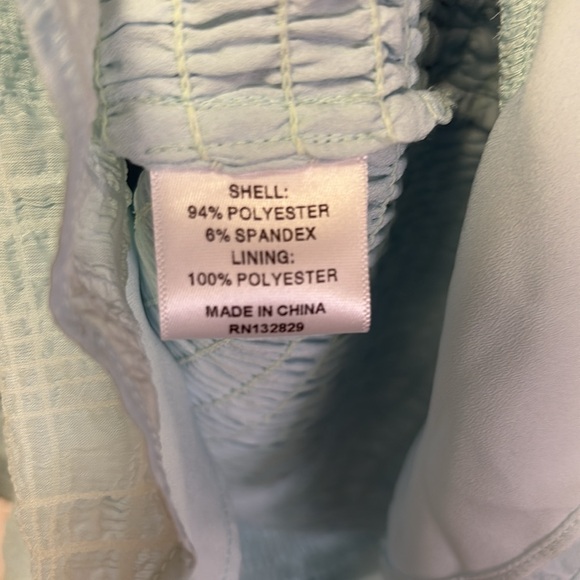 SHELL:
94% POLYESTER
6% SPANDEX
LINING:
100% POLYESTER
MADE IN CHINA
RN132829